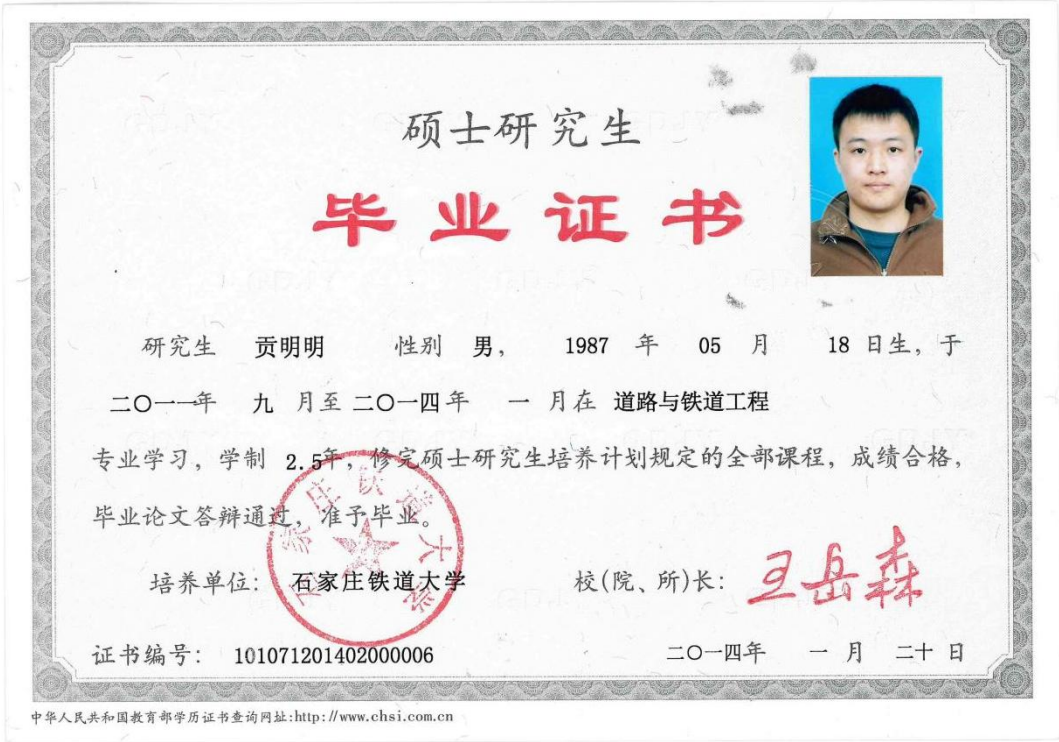 硕士研究生
毕业证书
研究生 贡明明 性别 男, 1987 年 05 月 18 日生, 于
二〇一一年 九 月至 二〇一四年 一 月在 道路与铁道工程
专业学习, 学制 2.5年, 修完硕士研究生培养计划规定的全部课程, 成绩合格,
毕业论文答辩通过, 准予毕业。
石家庄铁道大学
培养单位: 石家庄铁道大学 校(院、所)长: 王岳森
证书编号: 101071201402000006 二〇一四年 一 月 二十 日
中华人民共和国教育部学历证书查询网址:http://www.chsi.com.cn